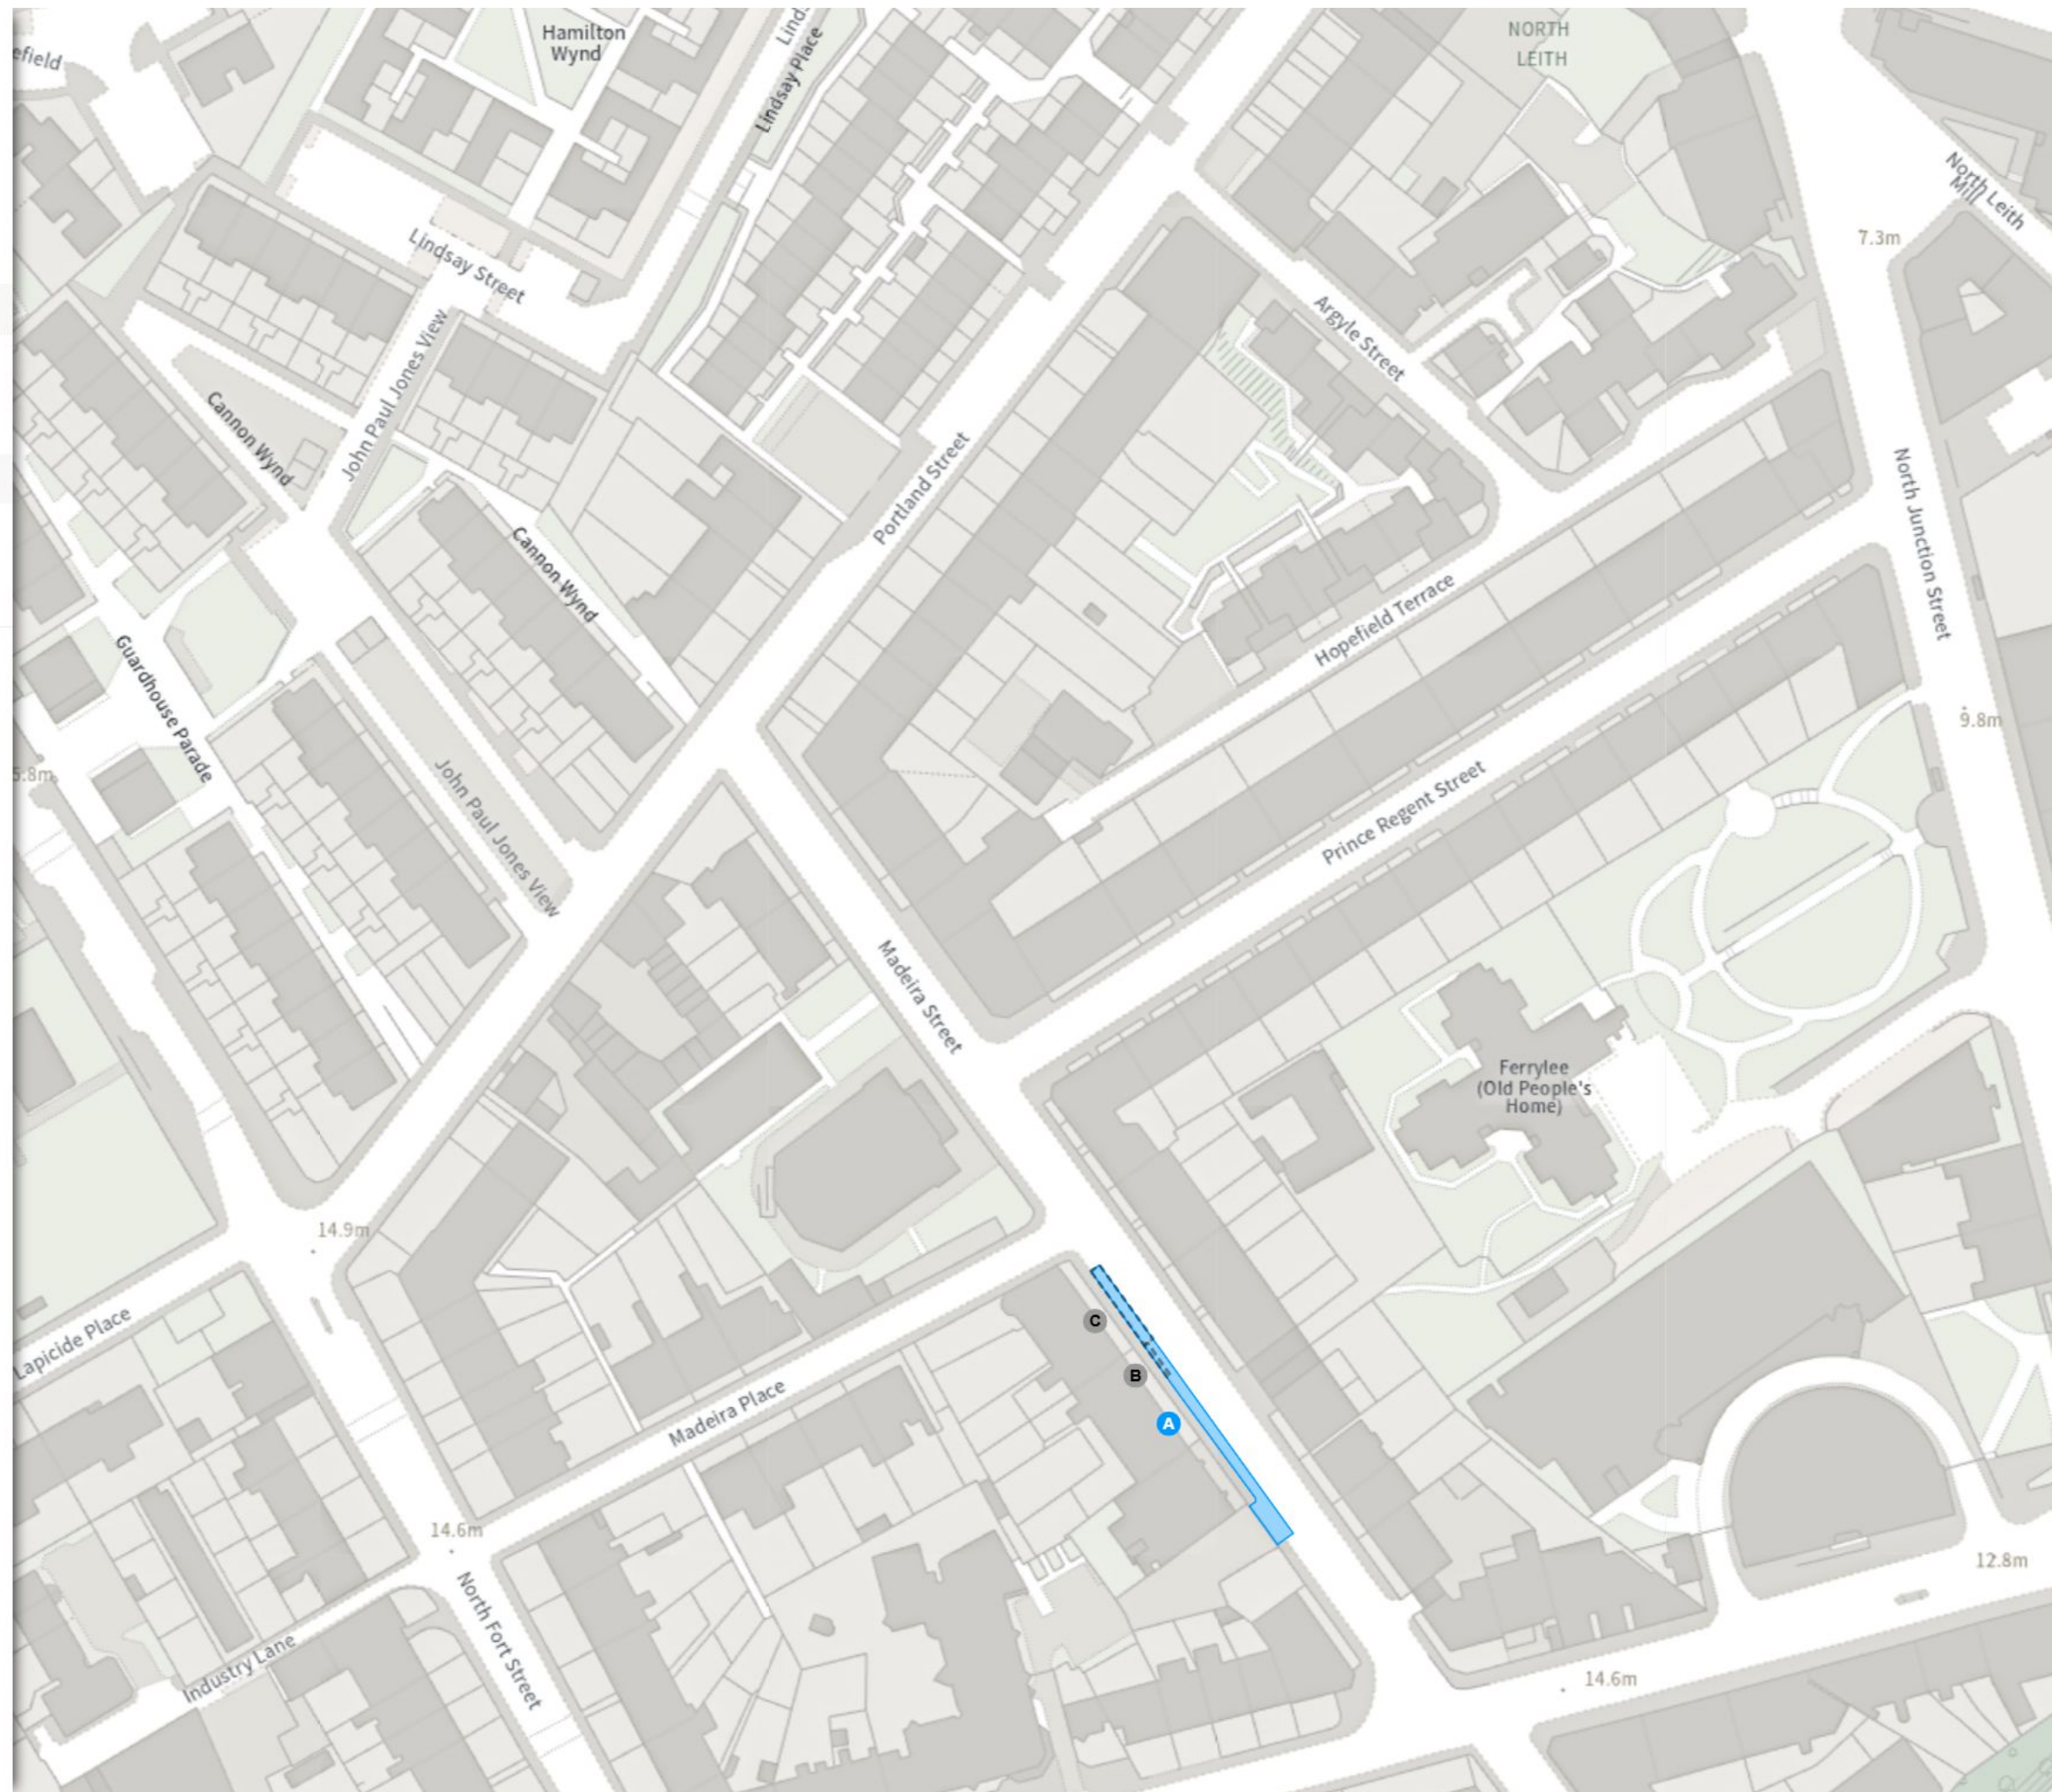 Hamilton
Wynd
NORTH
LEITH
efield
Lindsay Place
North Leith
Mill
7.3m
Lindsay Street
Argyle Street
John Paul Jones View
Cannon Wynd
Portland Street
North Junction Street
Cannon Wynd
Hopefield Terrace
Guardhouse Parade
9.8m
5.8m
John Paul Jones View
Prince Regent Street
Madeira Street
Ferrylee
(Old People's
Home)
14.9m
Lapicide Place
C
B
A
Madeira Place
14.6m
12.8m
North Fort Street
Industry Lane
14.6m